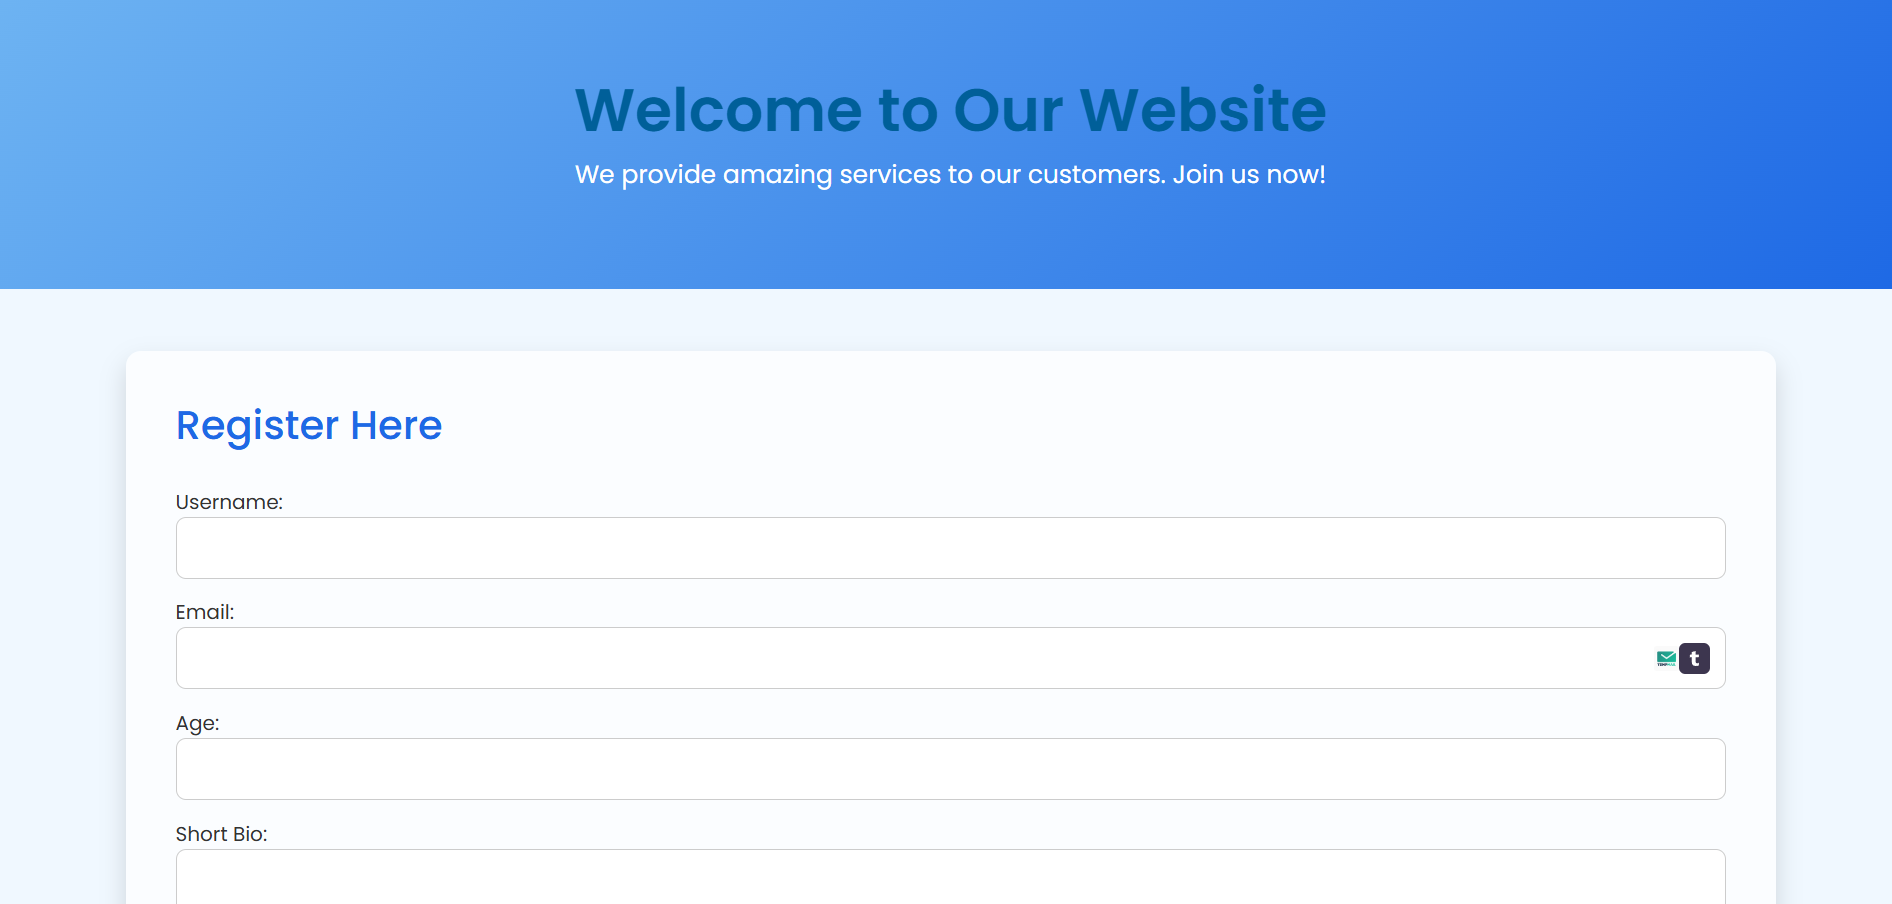 Welcome to Our Website
We provide amazing services to our customers. Join us now!
Register Here
Username:
Email:
t
Age:
Short Bio: